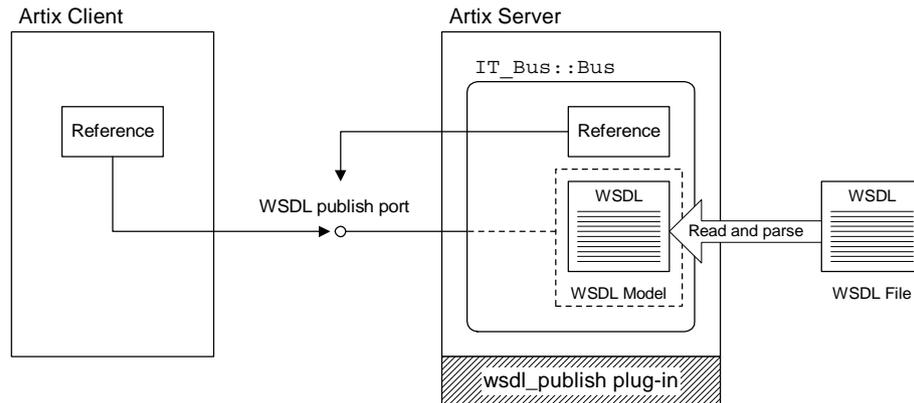 Artix Client
Artix Server
IT_Bus::Bus
Reference
Reference
WSDL publish port
WSDL
WSDL
Read and parse
WSDL Model
WSDL File
wsdl_publish plug-in